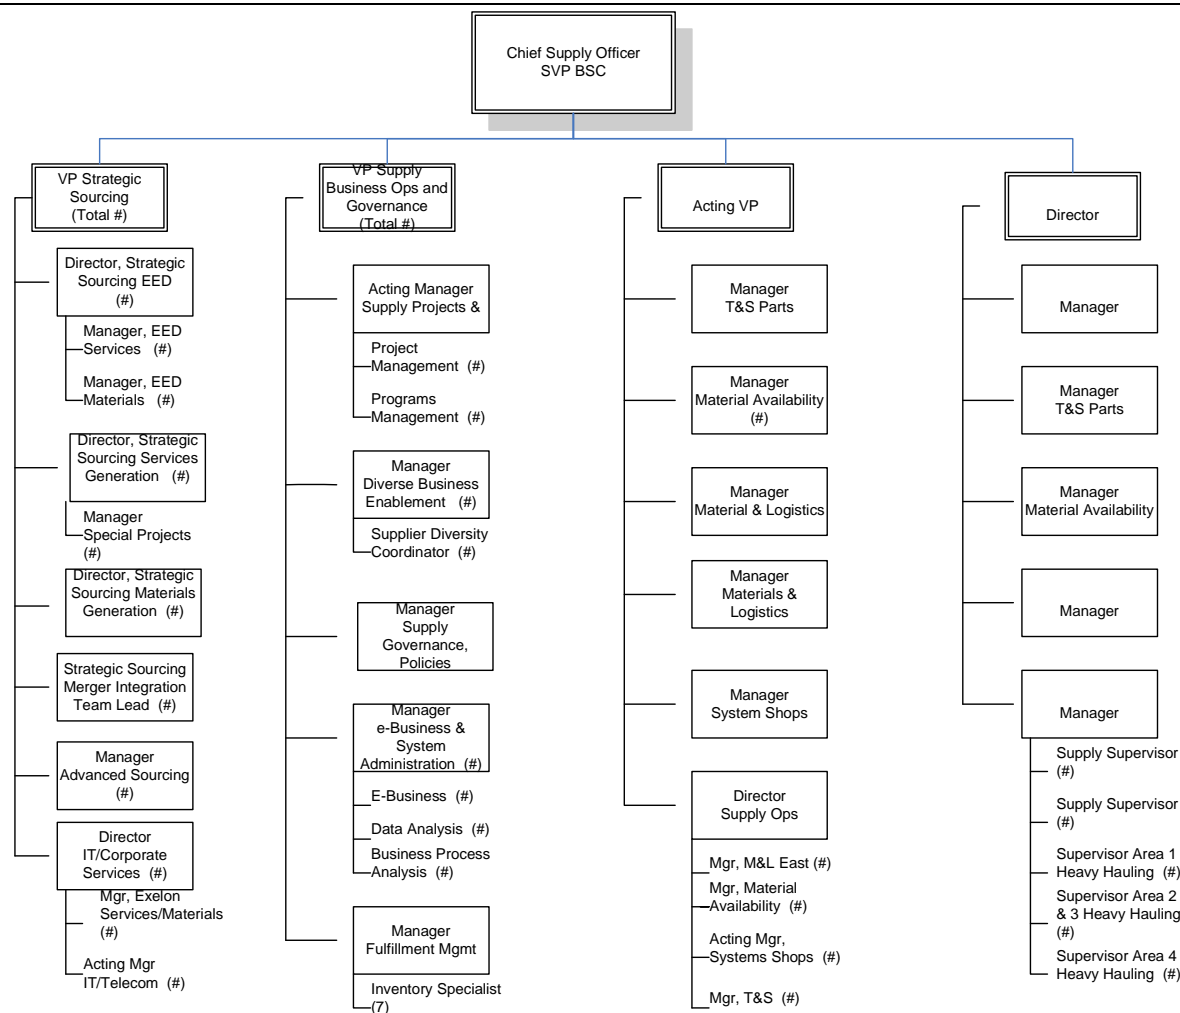 Chief Supply Officer
SVP BSC
VP Strategic
Sourcing
(Total #)
Director, Strategic
Sourcing EED
(#)
Manager, EED
Services (#)
Manager, EED
Materials (#)
Director, Strategic
Sourcing Services
Generation (#)
Manager
Special Projects
(#)
Director, Strategic
Sourcing Materials
Generation (#)
Strategic Sourcing
Merger Integration
Team Lead (#)
Manager
Advanced Sourcing
(#)
Director
IT/Corporate
Services (#)
Mgr, Exelon
Services/Materials
(#)
Acting Mgr
IT/Telecom (#)
VP Supply
Business Ops and
Governance
(Total #)
Acting Manager
Supply Projects &
Project
Management (#)
Programs
Management (#)
Manager
Diverse Business
Enablement (#)
Supplier Diversity
Coordinator (#)
Manager
Supply
Governance,
Policies
Manager
e-Business &
System
Administration (#)
E-Business (#)
Data Analysis (#)
Business Process
Analysis (#)
Manager
Fulfillment Mgmt
Inventory Specialist
(7)
Acting VP
Manager
T&S Parts
Manager
Material Availability
(#)
Manager
Material & Logistics
Manager
Materials &
Logistics
Manager
System Shops
Director
Supply Ops
Mgr, M&L East (#)
Mgr, Material
Availability (#)
Acting Mgr,
Systems Shops (#)
Mgr, T&S (#)
Director
Manager
Manager
T&S Parts
Manager
Material Availability
Manager
Manager
Supply Supervisor
(#)
Supply Supervisor
(#)
Supervisor Area 1
Heavy Hauling (#)
Supervisor Area 2
& 3 Heavy Hauling
(#)
Supervisor Area 4
Heavy Hauling (#)